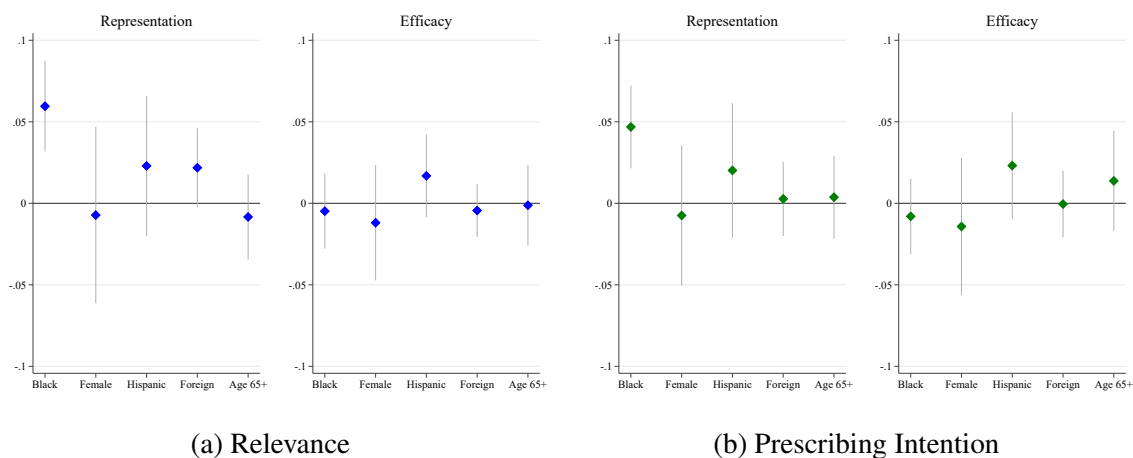 Representation
.1
.05
0
-.05
-.1
Black Female Hispanic Foreign Age 65+
Efficacy
.1
.05
0
-.05
-.1
Black Female Hispanic Foreign Age 65+
(a) Relevance
Representation
.1
.05
0
-.05
-.1
Black Female Hispanic Foreign Age 65+
Efficacy
.1
.05
0
-.05
-.1
Black Female Hispanic Foreign Age 65+
(b) Prescribing Intention